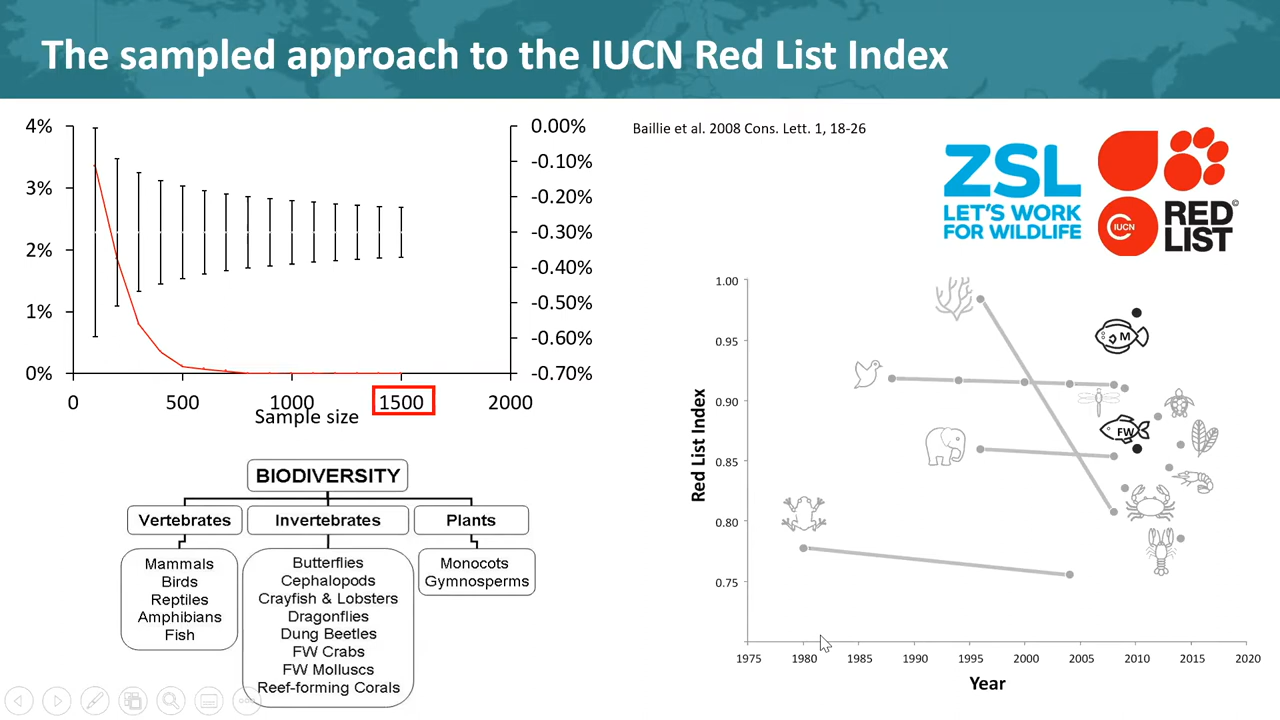 The sampled approach to the IUCN Red List Index
4%
3%
2%
1%
0%
0.00%
-0.10%
-0.20%
-0.30%
-0.40%
-0.50%
-0.60%
-0.70%
0 500 1000 1500 2000
Sample size
Baillie et al. 2008 Cons. Lett. 1, 18-26
ZSL
LET'S WORK
FOR WILDLIFE
IUCN
RED
LIST
©
BIODIVERSITY
Vertebrates Invertebrates Plants
Mammals
Birds
Reptiles
Amphibians
Fish
Butterflies
Cephalopods
Crayfish & Lobsters
Dragonflies
Dung Beetles
FW Crabs
FW Molluscs
Reef-forming Corals
Monocots
Gymnosperms
Red List Index
1.00
0.95
0.90
0.85
0.80
0.75
M
FW
1975 1980 1985 1990 1995 2000 2005 2010 2015 2020
Year